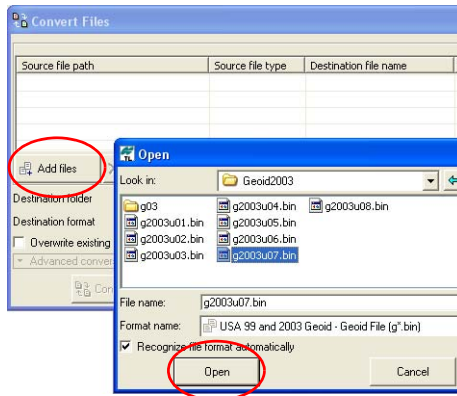 Convert Files
Source file path Source file type Destination file name
Add files
Open
Look in: Geoid2003
Destination folder
Destination format
Overwrite existing
Advanced conver
Con
g03 g2003u04.bin g2003u08.bin
g2003u01.bin g2003u05.bin
g2003u02.bin g2003u06.bin
g2003u03.bin g2003u07.bin
File name: g2003u07.bin
Format name: USA 99 and 2003 Geoid - Geoid File (g*.bin)
Recognize file format automatically
Open Cancel